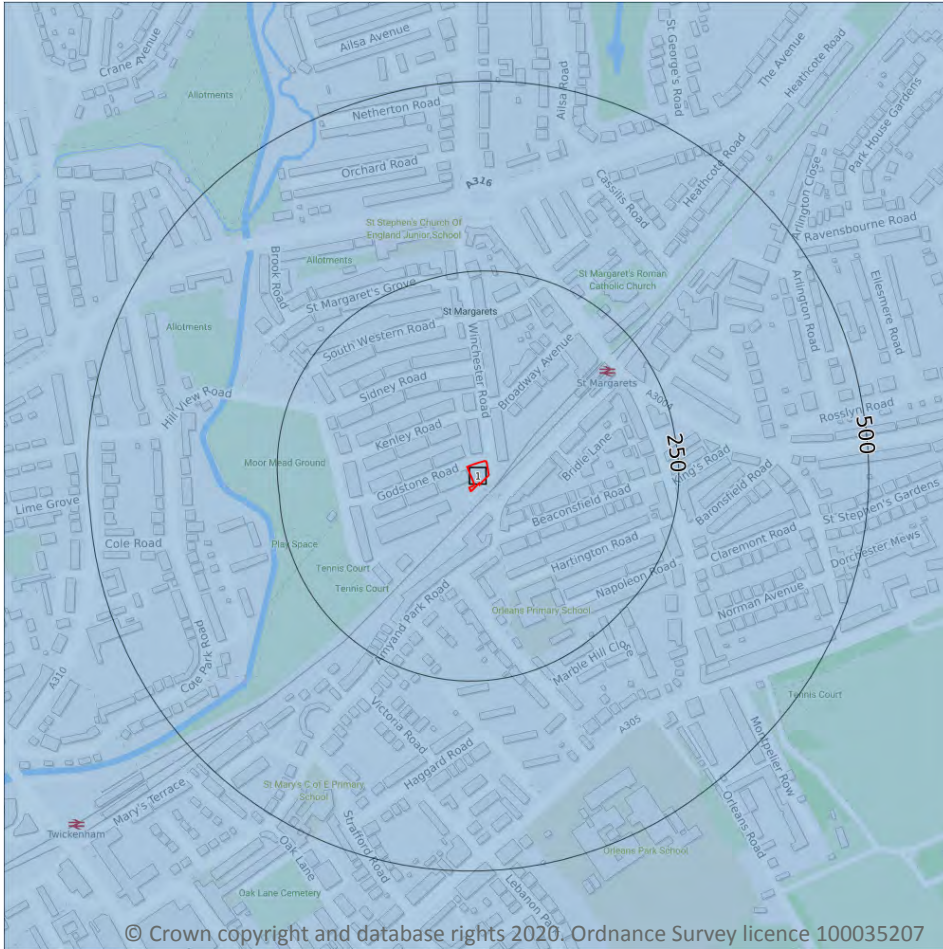 Crane Avenue
Ailsa Avenue
Ailsa Road
St George's Road
The Avenue
Heathcote Road
Allotments
Netherton Road
Park House Gardens
Orchard Road
A316
Cassilis Road
Heathcote Road
Arlington Close
St Stephen's Church Of
England Junior School
Ravensbourne Road
Brook Road
Allotments
St Margaret's Roman
Catholic Church
St Margaret's Grove
Arlington Road
Ellesmere Road
Allotments
St Margarets
South Western Road
Winchester Road
Broadway Avenue
St Margarets
Sidney Road
A3004
Hill View Road
Rosslyn Road
Kenley Road
500
250
Moor Mead Ground
Godstone Road
1
Bridle Lane
King's Road
Baronsfield Road
Lime Grove
Beaconsfield Road
St Stephen's Gardens
Cole Road
Play Space
Hartington Road
Claremont Road
Dorchester Mews
Tennis Court
Tennis Court
Napoleon Road
Norman Avenue
Orleans Primary School
Amyand Park Road
Cole Park Road
A310
Marble Hill Close
Tennis Court
Victoria Road
A305
Montpelier Row
Haggard Road
St Mary's C of E Primary
School
Mary's Terrace
Twickenham
Strafford Road
Orleans Road
Oak Lane
Orleans Park School
Oak Lane Cemetery
Lebanon Pa
© Crown copyright and database rights 2020. Ordnance Survey licence 100035207